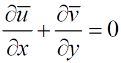 ∂u̅/∂x + ∂v̅/∂y = 0